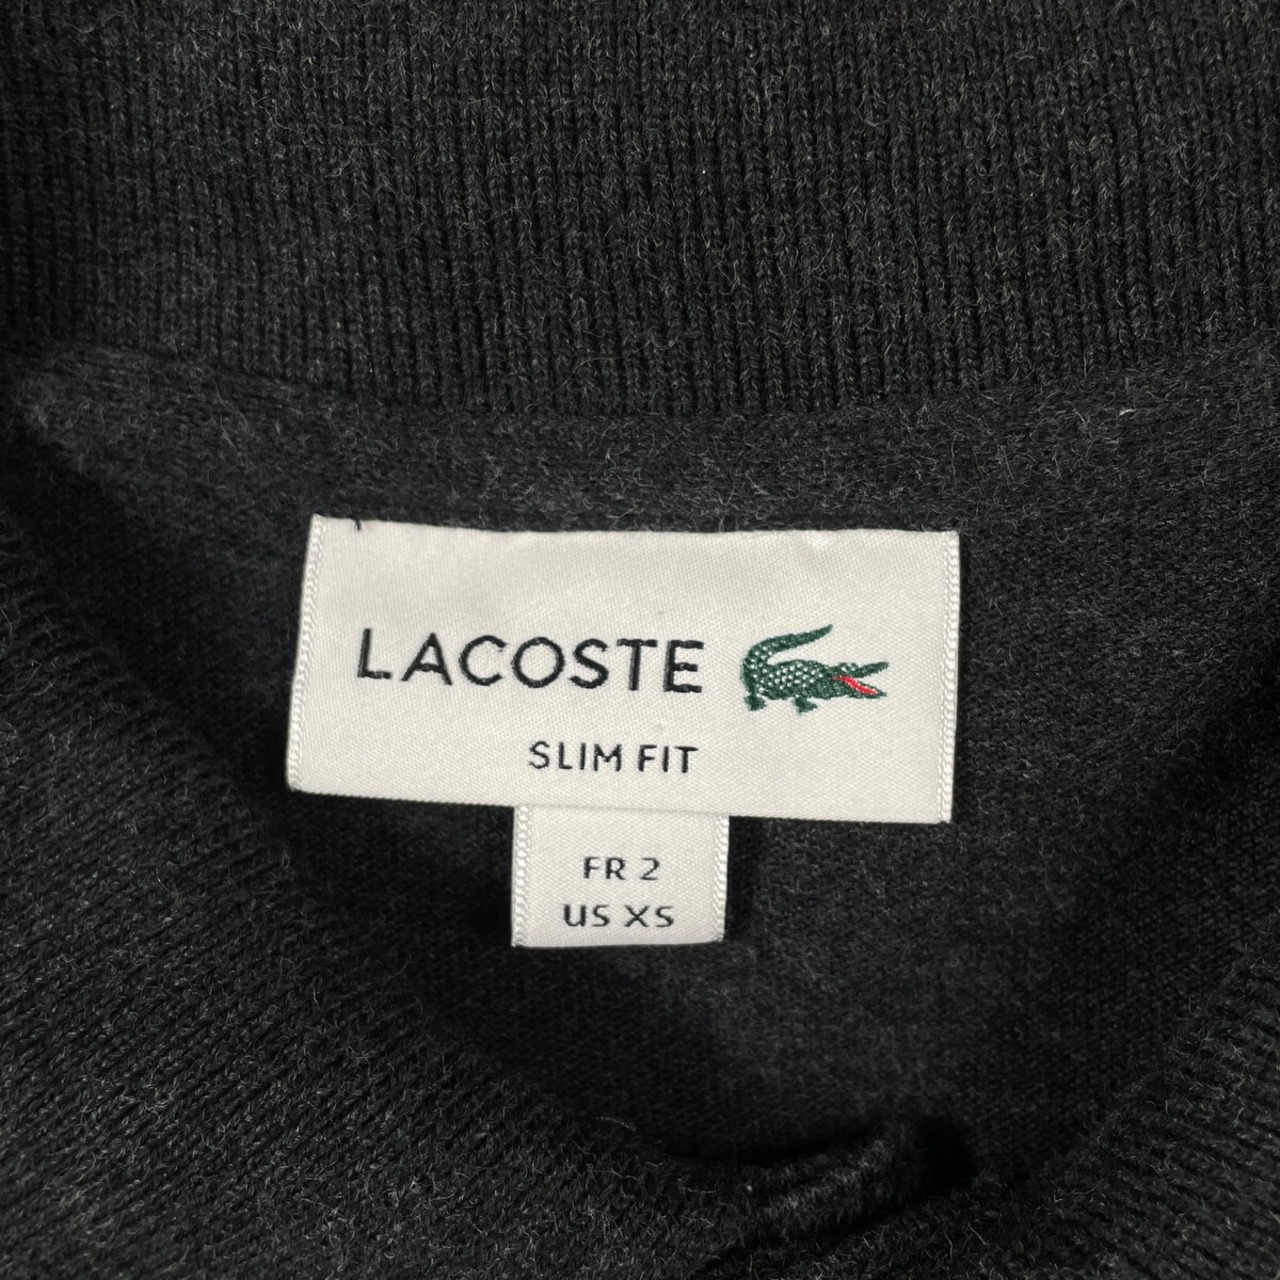 LACOSTE
SLIM FIT
FR 2
US XS